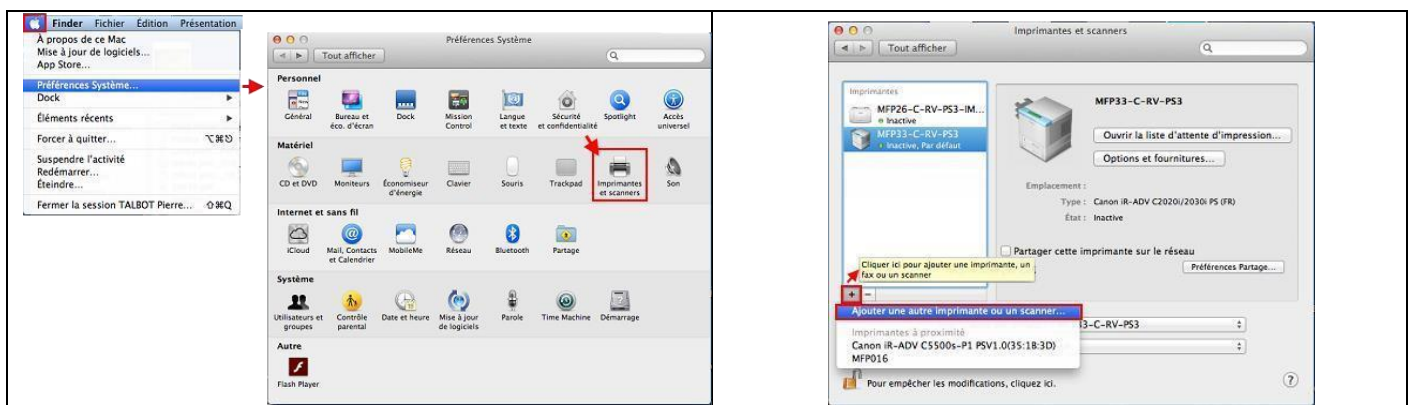 Finder Fichier Édition Présentation
À propos de ce Mac
Mise à jour de logiciels...
App Store...
Préférences Système...
Dock
Éléments récents
Forcer à quitter... ⌥⌘⎋
Suspendre l'activité
Redémarrer...
Éteindre...
Fermer la session TALBOT Pierre... ⇧⌘Q
Préférences Système
Tout afficher
Personnel
Général
Bureau et
éco. d'écran
Dock
Mission
Control
Langue
et texte
Sécurité
et confidentialité
Spotlight
Accès
universel
Matériel
CD et DVD
Moniteurs
Économiseur
d'énergie
Clavier
Souris
Trackpad
Imprimantes
et scanners
Son
Internet et sans fil
iCloud
Mail, Contacts
et Calendrier
MobileMe
Réseau
Bluetooth
Partage
Système
Utilisateurs et
groupes
Contrôle
parental
Date et heure
Mise à jour
de logiciels
Parole
Time Machine
Démarrage
Autre
Flash Player
Imprimantes et scanners
Tout afficher
Imprimantes
MFP26-C-RV-PS3-IM...
Inactive
MFP33-C-RV-PS3
Inactive, Par défaut
MFP33-C-RV-PS3
Ouvrir la liste d'attente d'impression...
Options et fournitures...
Emplacement :
Type : Canon iR-ADV C2020i/2030i PS (FR)
État : Inactive
Partager cette imprimante sur le réseau
Préférences Partage...
Cliquer ici pour ajouter une imprimante, un
fax ou un scanner
+ −
Ajouter une autre imprimante ou un scanner...
Imprimantes à proximité
Canon iR-ADV C5500s-P1 PSV1.0(35:18:3D)
MFP016
3-C-RV-PS3
Pour empêcher les modifications, cliquez ici.
?